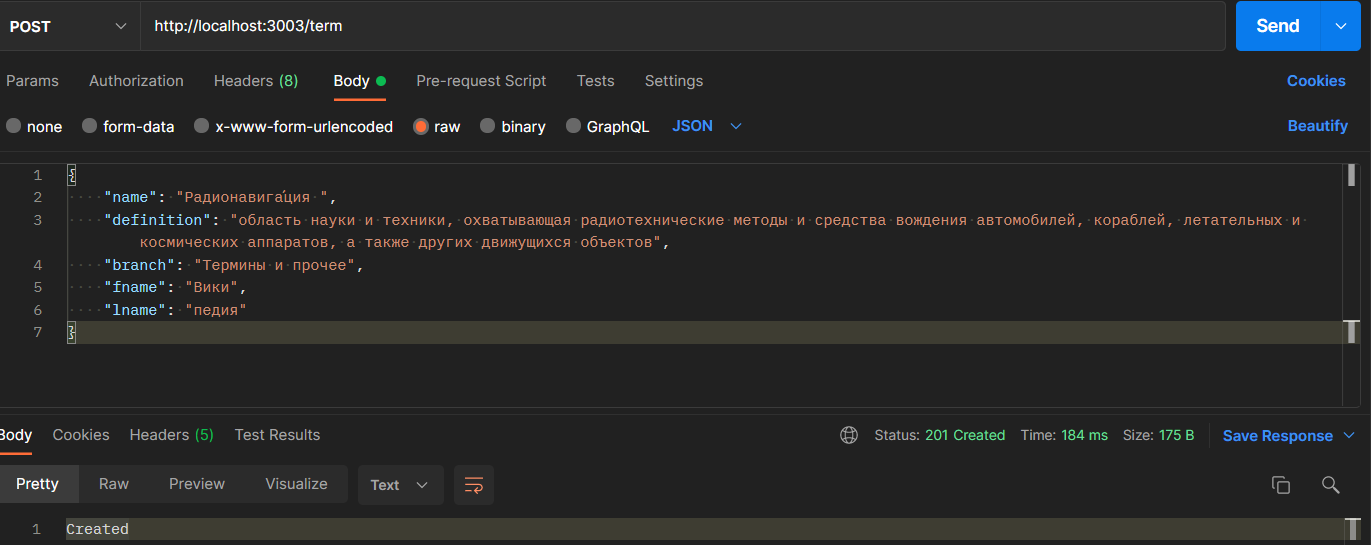 POST http://localhost:3003/term Send
Params Authorization Headers (8) Body Pre-request Script Tests Settings Cookies
none form-data x-www-form-urlencoded raw binary GraphQL JSON Beautify
1 {
2 "name": "Радионавига́ция ",
3 "definition": "область науки и техники, охватывающая радиотехнические методы и средства вождения автомобилей, кораблей, летательных и
космических аппаратов, а также других движущихся объектов",
4 "branch": "Термины и прочее",
5 "fname": "Вики",
6 "lname": "педия"
7 }
Body Cookies Headers (5) Test Results Status: 201 Created Time: 184 ms Size: 175 B Save Response
Pretty Raw Preview Visualize Text
1 Created